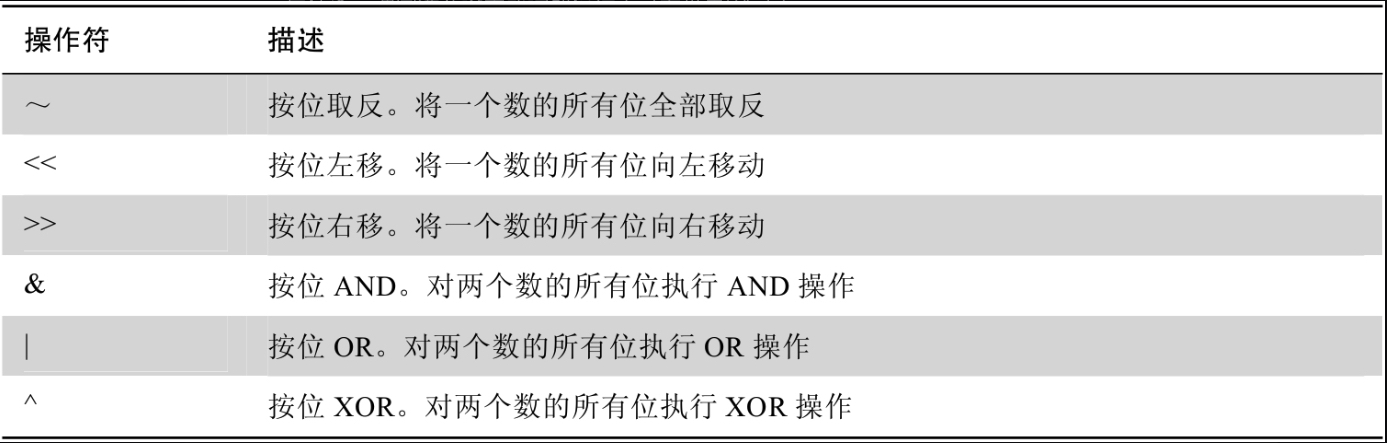 操作符 描述
～ 按位取反。将一个数的所有位全部取反
<< 按位左移。将一个数的所有位向左移动
>> 按位右移。将一个数的所有位向右移动
& 按位 AND。对两个数的所有位执行 AND 操作
| 按位 OR。对两个数的所有位执行 OR 操作
^ 按位 XOR。对两个数的所有位执行 XOR 操作